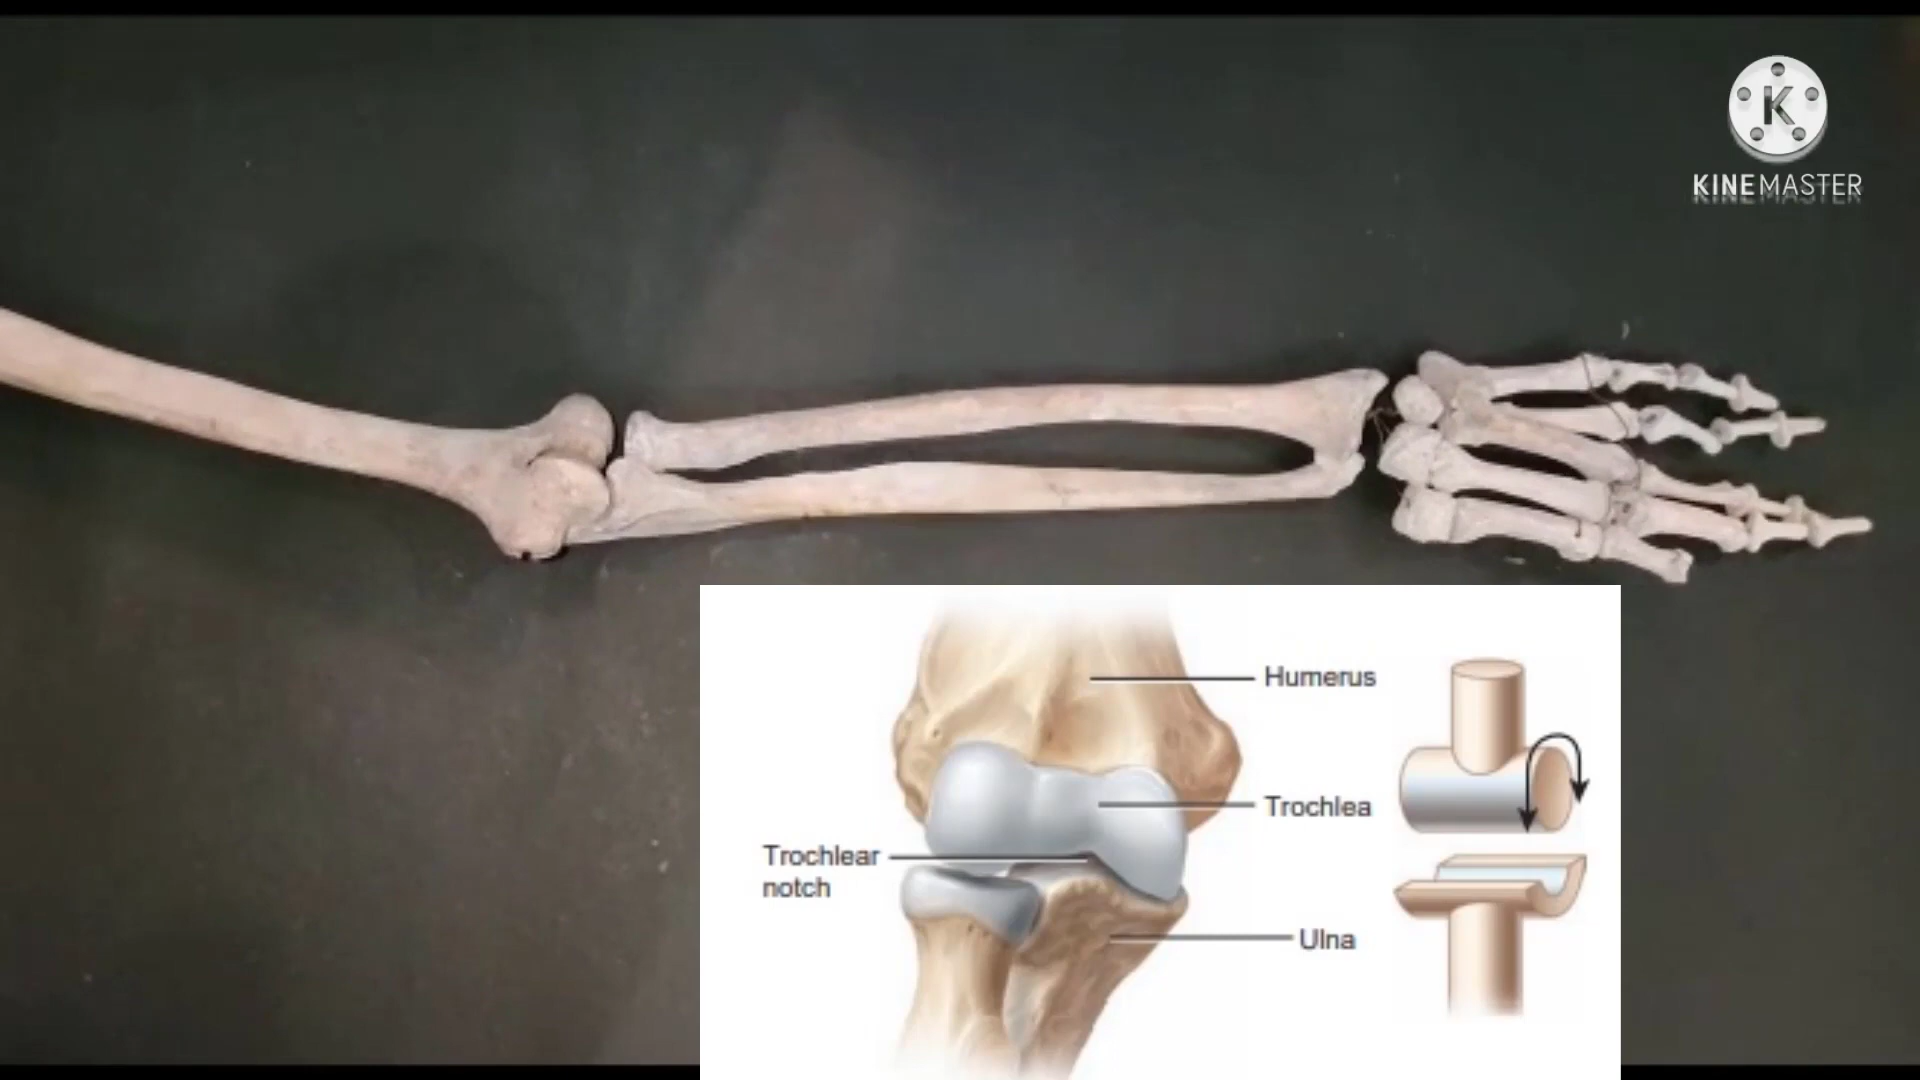 K
KINEMASTER
Humerus
Trochlea
Trochlear
notch
Ulna